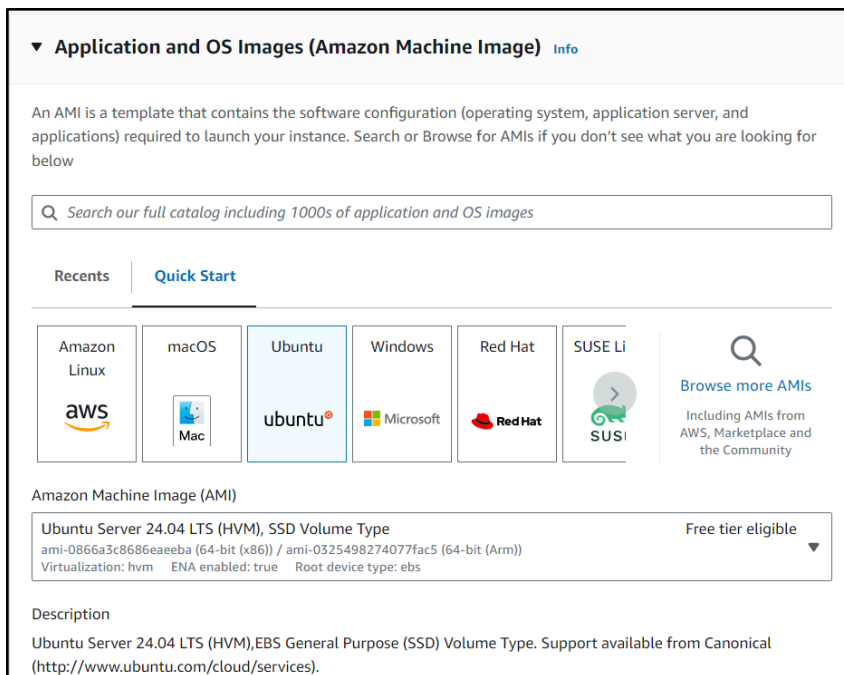 Application and OS Images (Amazon Machine Image) Info
An AMI is a template that contains the software configuration (operating system, application server, and
applications) required to launch your instance. Search or Browse for AMIs if you don't see what you are looking for
below
Search our full catalog including 1000s of application and OS images
Recents
Quick Start
Amazon
Linux
aws
macOS
Mac
Ubuntu
ubuntu
Windows
Microsoft
Red Hat
Red Hat
SUSE Li
SUS
Browse more AMIs
Including AMIs from
AWS, Marketplace and
the Community
Amazon Machine Image (AMI)
Ubuntu Server 24.04 LTS (HVM), SSD Volume Type Free tier eligible
ami-0866a3c8686eaeeba (64-bit (x86)) / ami-0325498274077fac5 (64-bit (Arm))
Virtualization: hvm ENA enabled: true Root device type: ebs
Description
Ubuntu Server 24.04 LTS (HVM),EBS General Purpose (SSD) Volume Type. Support available from Canonical
(http://www.ubuntu.com/cloud/services).